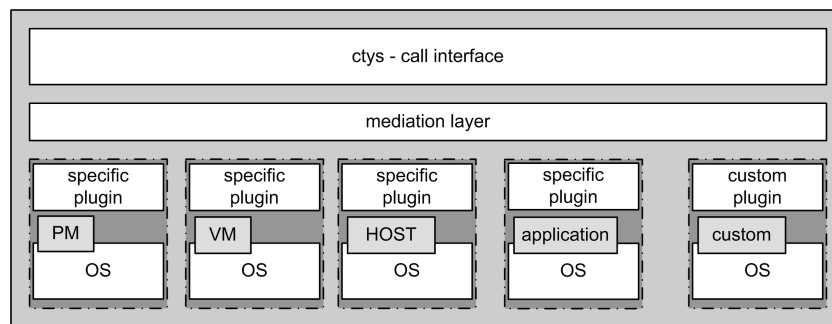 ctys - call interface
mediation layer
specific
plugin
PM
OS
specific
plugin
VM
OS
specific
plugin
HOST
OS
specific
plugin
application
OS
custom
plugin
custom
OS